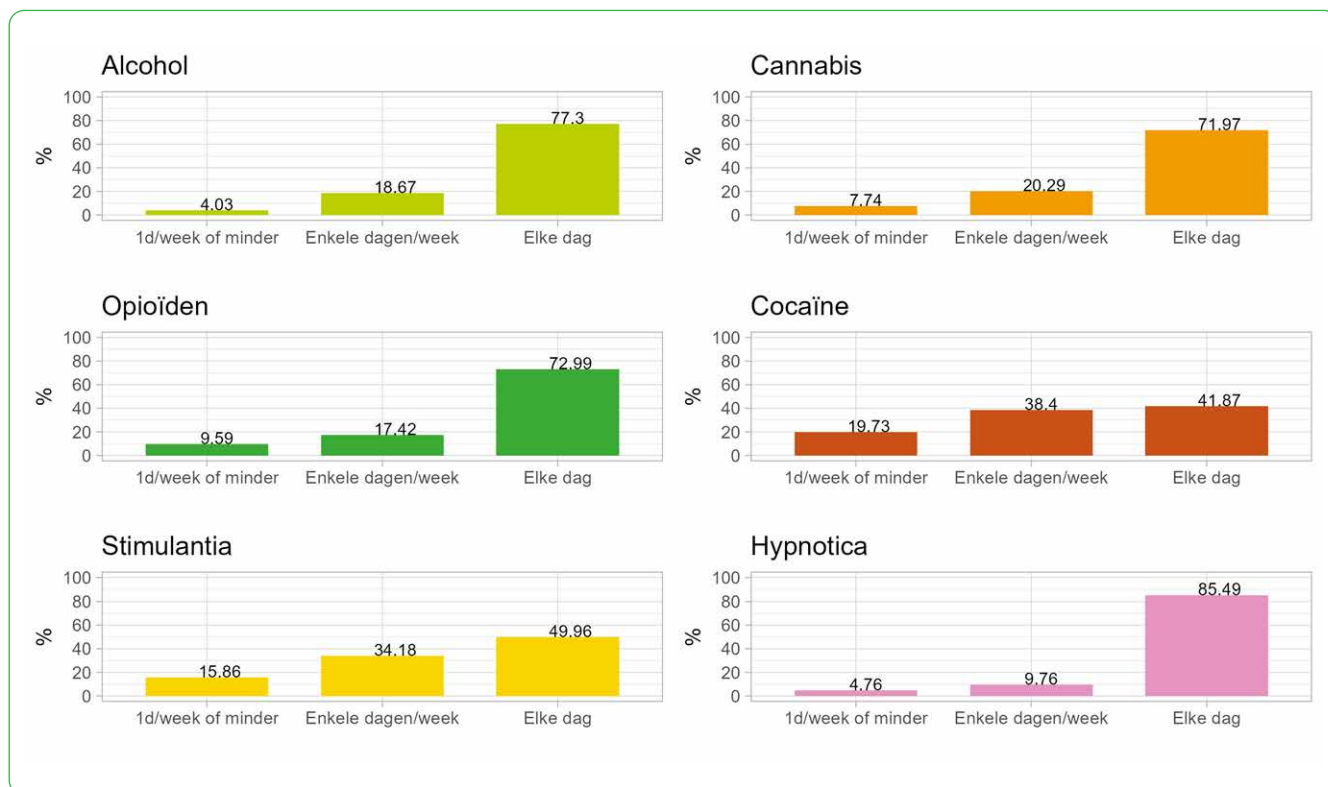 Alcohol
100
80
60
40
20
0
%
4.03
18.67
77.3
1d/week of minder
Enkele dagen/week
Elke dag
Cannabis
100
80
60
40
20
0
%
7.74
20.29
71.97
1d/week of minder
Enkele dagen/week
Elke dag
Opioïden
100
80
60
40
20
0
%
9.59
17.42
72.99
1d/week of minder
Enkele dagen/week
Elke dag
Cocaïne
100
80
60
40
20
0
%
19.73
38.4
41.87
1d/week of minder
Enkele dagen/week
Elke dag
Stimulantia
100
80
60
40
20
0
%
15.86
34.18
49.96
1d/week of minder
Enkele dagen/week
Elke dag
Hypnotica
100
80
60
40
20
0
%
4.76
9.76
85.49
1d/week of minder
Enkele dagen/week
Elke dag